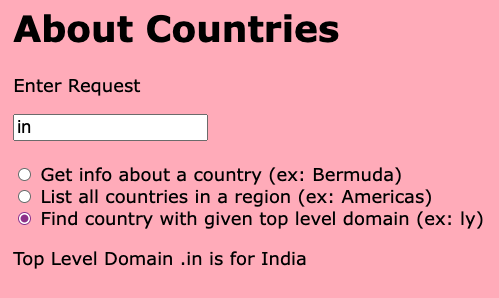 About Countries
Enter Request
in
Get info about a country (ex: Bermuda)
List all countries in a region (ex: Americas)
Find country with given top level domain (ex: ly)
Top Level Domain .in is for India